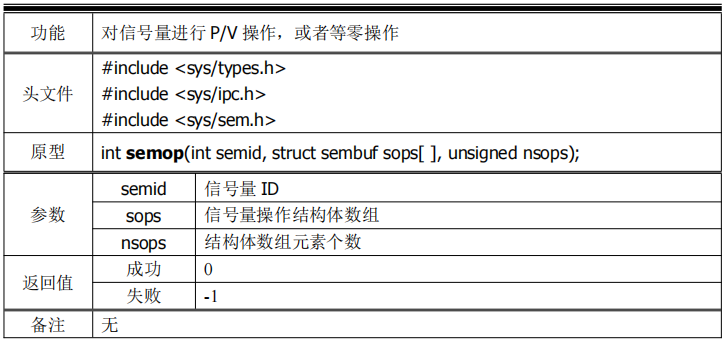 功能 对信号量进行 P/V 操作，或者等零操作
头文件
#include <sys/types.h>
#include <sys/ipc.h>
#include <sys/sem.h>
原型 int semop(int semid, struct sembuf sops[ ], unsigned nsops);
参数
semid 信号量 ID
sops 信号量操作结构体数组
nsops 结构体数组元素个数
返回值
成功 0
失败 -1
备注 无